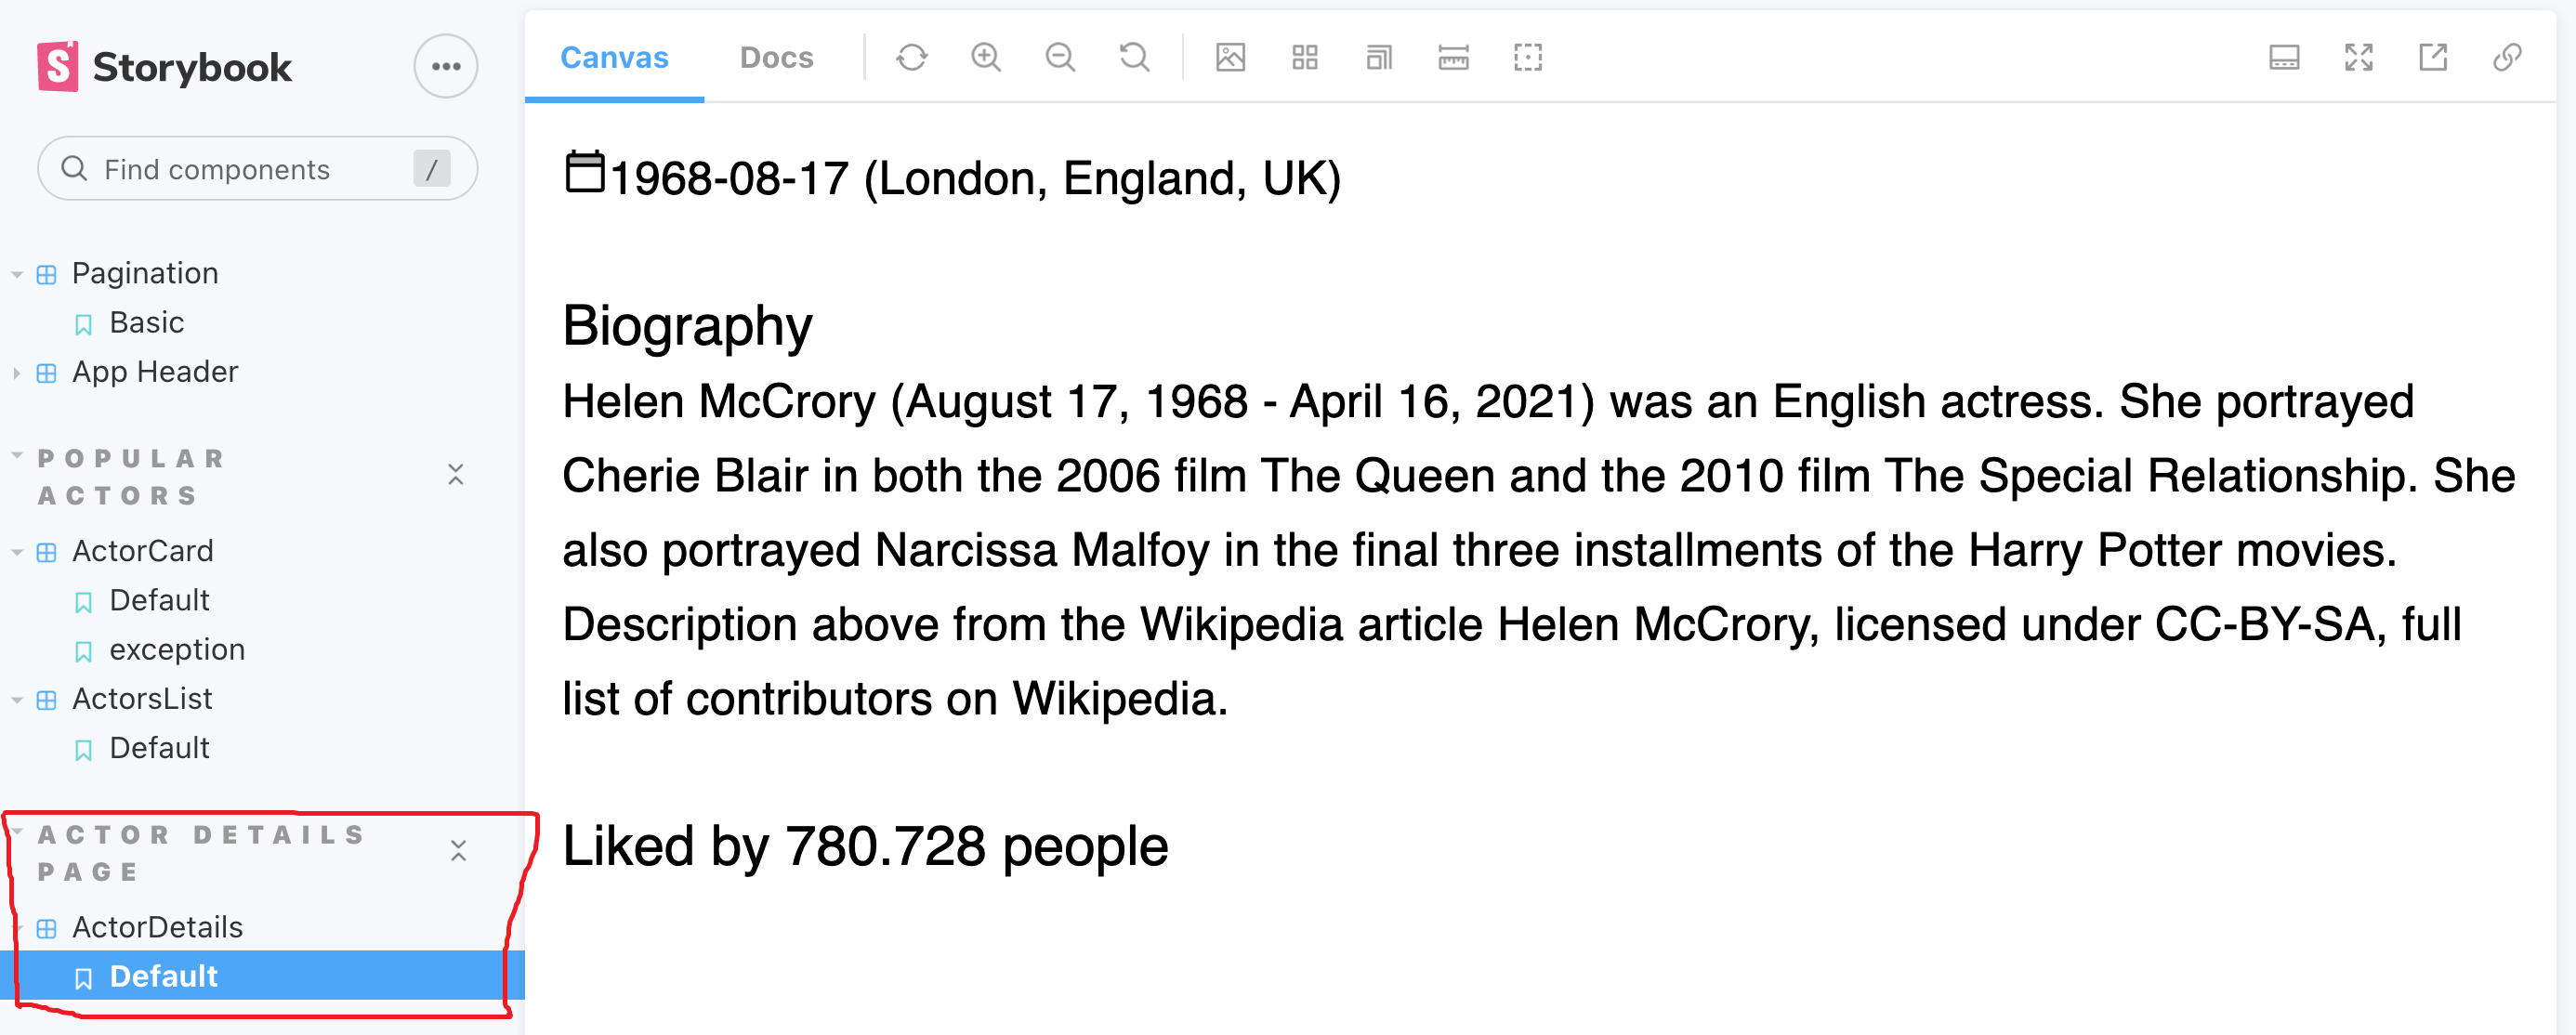 Storybook
Find components /
Pagination
Basic
App Header
POPULAR
ACTORS
ActorCard
Default
exception
ActorsList
Default
ACTOR DETAILS
PAGE
ActorDetails
Default
Canvas Docs
1968-08-17 (London, England, UK)
Biography
Helen McCrory (August 17, 1968 - April 16, 2021) was an English actress. She portrayed
Cherie Blair in both the 2006 film The Queen and the 2010 film The Special Relationship. She
also portrayed Narcissa Malfoy in the final three installments of the Harry Potter movies.
Description above from the Wikipedia article Helen McCrory, licensed under CC-BY-SA, full
list of contributors on Wikipedia.
Liked by 780.728 people